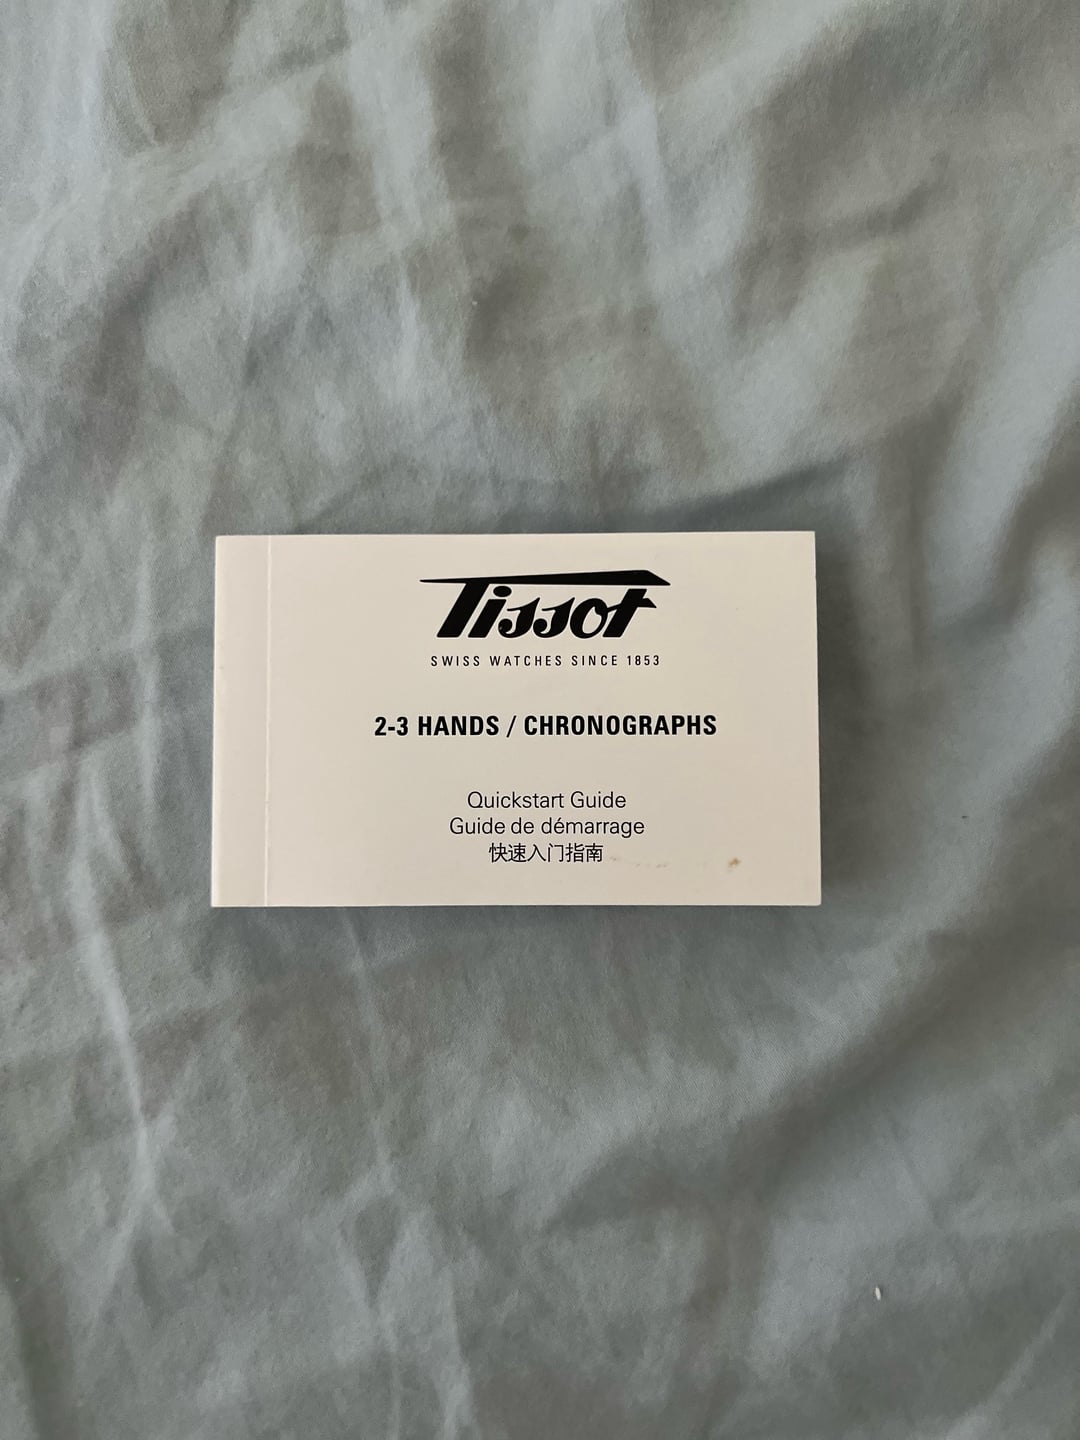 Tissot
SWISS WATCHES SINCE 1853
2-3 HANDS / CHRONOGRAPHS
Quickstart Guide
Guide de démarrage
快速入门指南